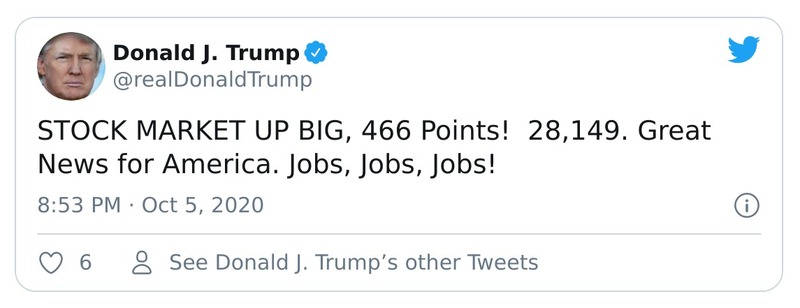 Donald J. Trump
@realDonaldTrump
STOCK MARKET UP BIG, 466 Points!  28,149. Great
News for America. Jobs, Jobs, Jobs!
8:53 PM · Oct 5, 2020
6 See Donald J. Trump’s other Tweets